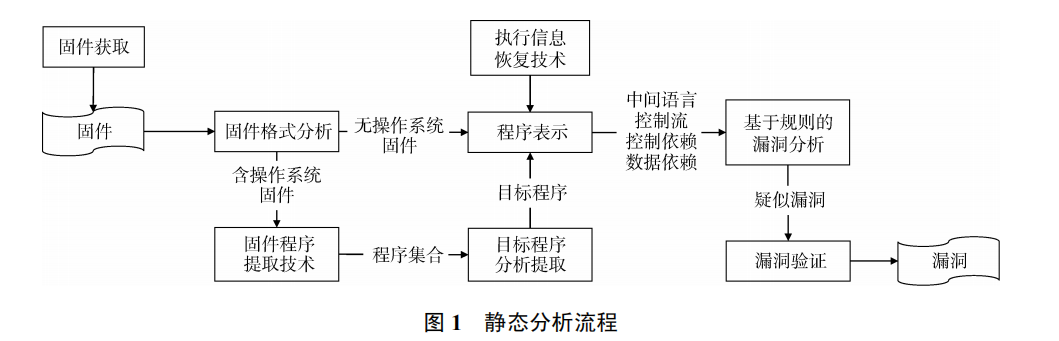 固件获取
固件
固件格式分析
无操作系统
固件
含操作系统
固件
固件程序
提取技术
程序集合
目标程序
分析提取
目标程序
执行信息
恢复技术
程序表示
中间语言
控制流
控制依赖
数据依赖
基于规则的
漏洞分析
疑似漏洞
漏洞验证
漏洞
图 1 静态分析流程